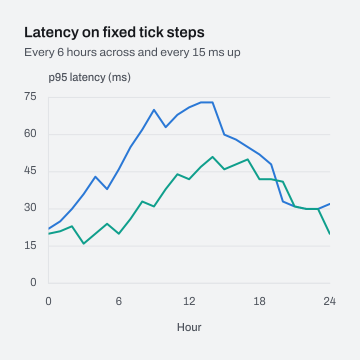 Latency on fixed tick steps
Every 6 hours across and every 15 ms up
p95 latency (ms)
75
60
45
30
15
0
0 6 12 18 24
Hour